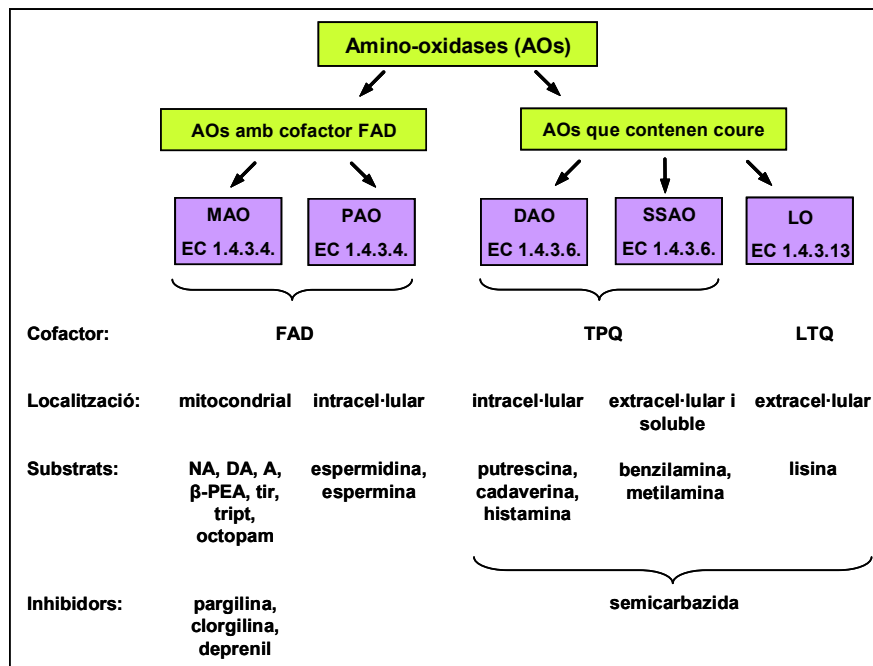 Amino-oxidases (AOs)
AOs amb cofactor FAD
AOs que contenen coure
MAO
EC 1.4.3.4.
PAO
EC 1.4.3.4.
DAO
EC 1.4.3.6.
SSAO
EC 1.4.3.6.
LO
EC 1.4.3.13
Cofactor:
FAD
TPQ
LTQ
Localització:
mitocondrial
intracel·lular
intracel·lular
extracel·lular i
soluble
extracel·lular
Substrats:
NA, DA, A,
β-PEA, tir,
tript,
octopam
espermidina,
espermina
putrescina,
cadaverina,
histamina
benzilamina,
metilamina
lisina
Inhibidors:
pargilina,
clorgilina,
deprenil
semicarbazida